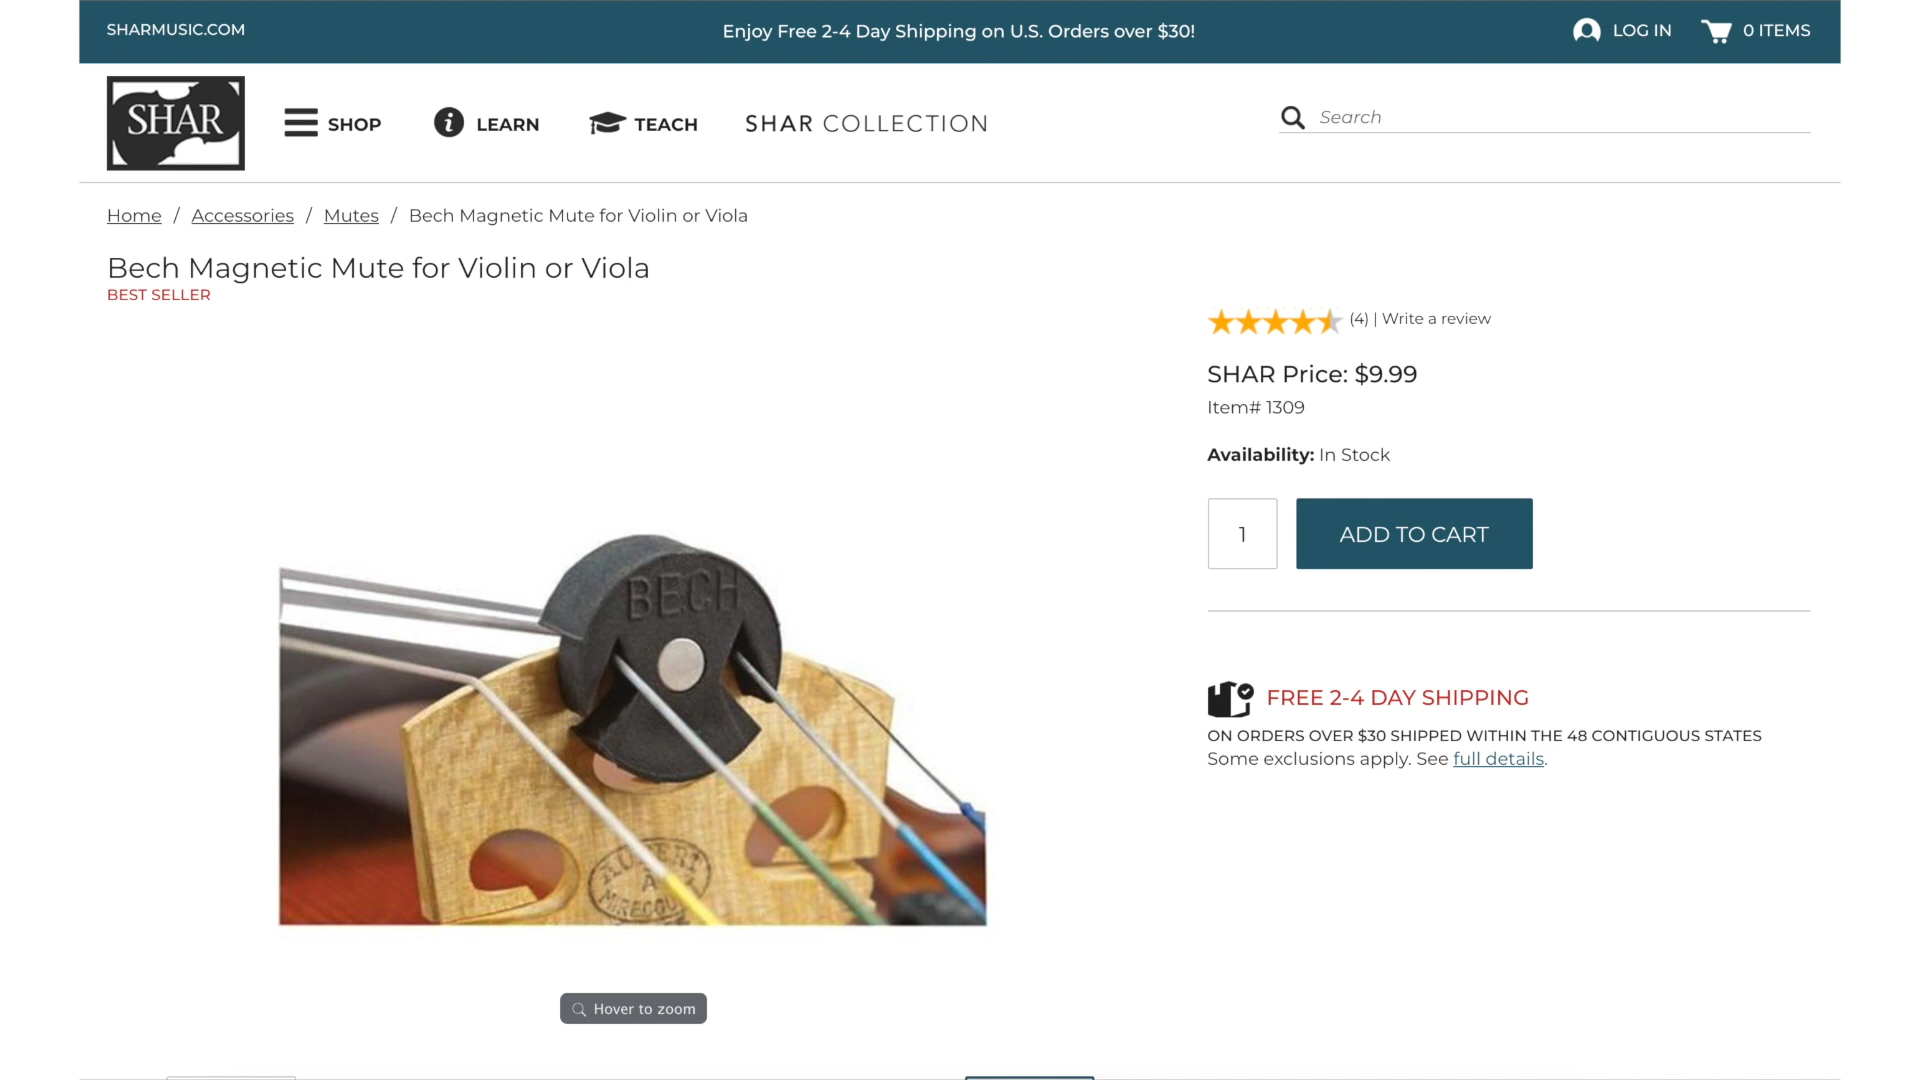 SHARMUSIC.COM
Enjoy Free 2-4 Day Shipping on U.S. Orders over $30!
LOG IN
0 ITEMS
SHAR
SHOP
LEARN
TEACH
SHAR COLLECTION
Search
Home / Accessories / Mutes / Bech Magnetic Mute for Violin or Viola
Bech Magnetic Mute for Violin or Viola
BEST SELLER
(4) | Write a review
SHAR Price: $9.99
Item# 1309
Availability: In Stock
1
ADD TO CART
BECH
FREE 2-4 DAY SHIPPING
ON ORDERS OVER $30 SHIPPED WITHIN THE 48 CONTIGUOUS STATES
Some exclusions apply. See full details.
Hover to zoom